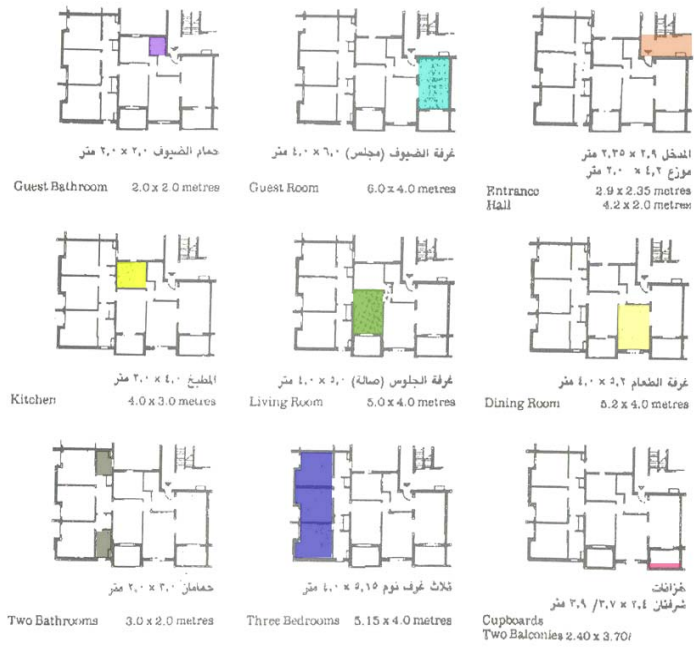 حمام الضيوف ٢,٠ × ٢,٠ متر
Guest Bathroom 2.0 x 2.0 metres
غرفة الضيوف (مجلس) ٦,٠ × ٤,٠ متر
Guest Room 6.0 x 4.0 metres
المدخل ٢,٩ × ٢,٣٥ متر
موزع ٤,٢ × ٢,٠ متر
Entrance 2.9 x 2.35 metres
Hall 4.2 x 2.0 metres
المطبخ ٤,٠ × ٣,٠ متر
Kitchen 4.0 x 3.0 metres
غرفة الجلوس (صالة) ٥,٠ × ٤,٠ متر
Living Room 5.0 x 4.0 metres
غرفة الطعام ٥,٢ × ٤,٠ متر
Dining Room 5.2 x 4.0 metres
حمامان ٣,٠ × ٢,٠ متر
Two Bathrooms 3.0 x 2.0 metres
ثلاث غرف نوم ٥,١٥ × ٤,٠ متر
Three Bedrooms 5.15 x 4.0 metres
خزانات
شرفتان ٢,٤ × ٣,٧/ ٣,٩ متر
Cupboards
Two Balconies 2.40 x 3.70/